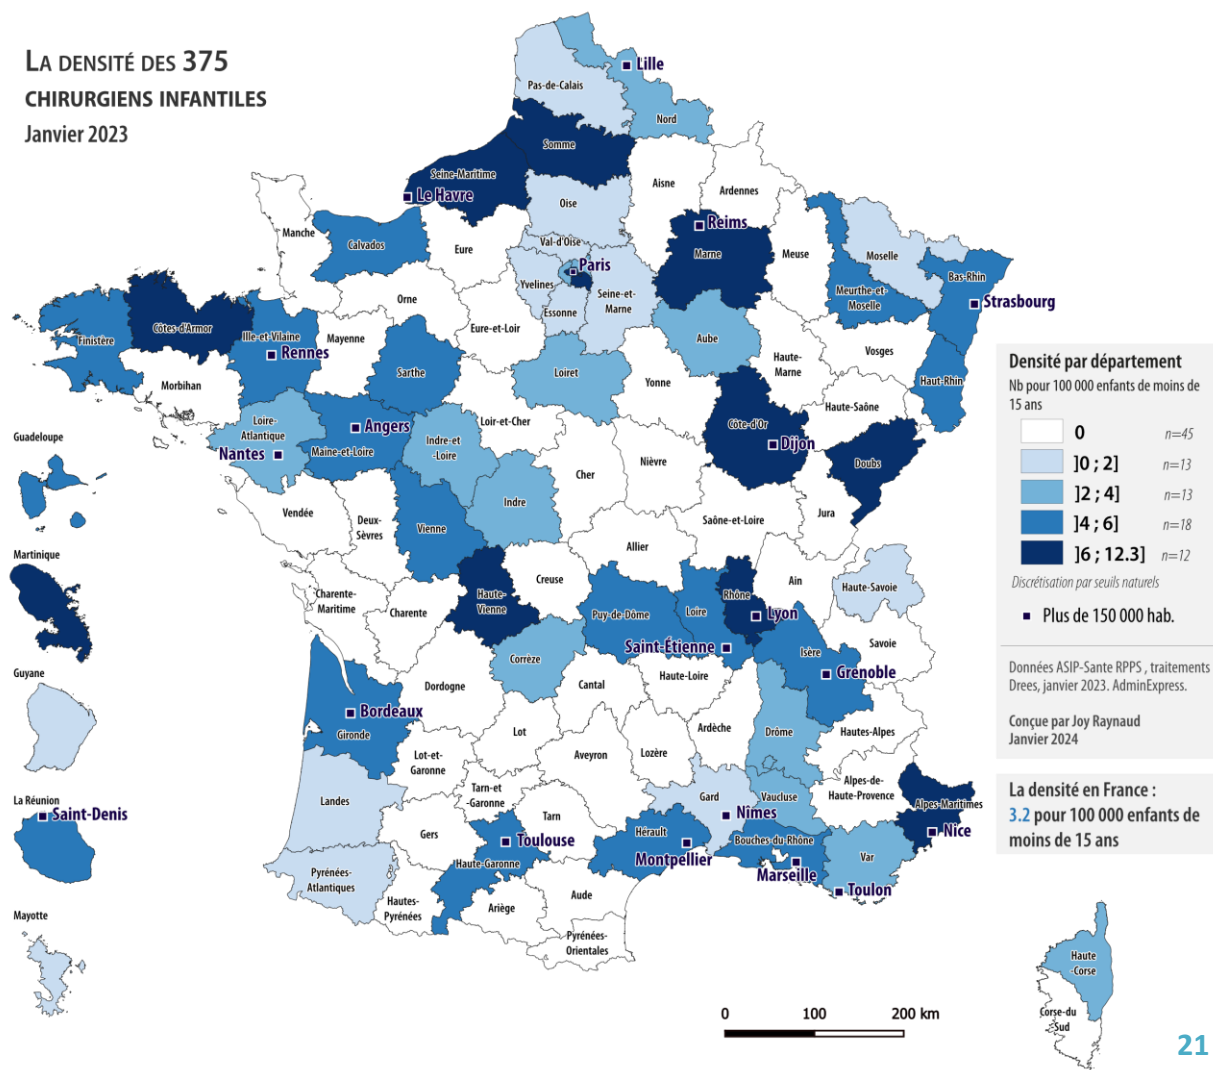 LA DENSITÉ DES 375
CHIRURGIENS INFANTILES
Janvier 2023
Lille
Pas-de-Calais
Nord
Somme
Seine-Maritime
Le Havre
Aisne
Ardennes
Oise
Reims
Manche
Calvados
Eure
Val-d'Oise
Paris
Marne
Meuse
Moselle
Bas-Rhin
Yvelines
Seine-et-
Marne
Essonne
Meurthe-et-
Moselle
Strasbourg
Orne
Finistère
Côtes-d'Armor
Ille-et-Vilaine
Rennes
Mayenne
Eure-et-Loir
Aube
Vosges
Haute-
Marne
Sarthe
Loiret
Yonne
Haut-Rhin
Morbihan
Haute-Saône
Loire-
Atlantique
Nantes
Angers
Maine-et-Loire
Indre-et
-Loire
Loir-et-Cher
Côte-d'Or
Dijon
Doubs
Cher
Nièvre
Indre
Vendée
Deux-
Sèvres
Vienne
Saône-et-Loire
Jura
Allier
Charente-
Maritime
Charente
Haute-
Vienne
Creuse
Puy-de-Dôme
Loire
Rhône
Lyon
Ain
Haute-Savoie
Saint-Étienne
Isère
Grenoble
Savoie
Corrèze
Dordogne
Cantal
Haute-Loire
Bordeaux
Gironde
Lot
Lot-et-
Garonne
Aveyron
Lozère
Ardèche
Drôme
Hautes-Alpes
Landes
Tarn-et
-Garonne
Gard
Nîmes
Vaucluse
Alpes-de-
Haute-Provence
Alpes-Maritimes
Nice
Gers
Tarn
Toulouse
Haute-Garonne
Hérault
Montpellier
Bouches-du-Rhône
Marseille
Var
Toulon
Pyrénées-
Atlantiques
Hautes-
Pyrénées
Ariège
Aude
Pyrénées-
Orientales
Haute
-Corse
Corse-du
-Sud
Guadeloupe
Martinique
Guyane
La Réunion
Saint-Denis
Mayotte
Densité par département
Nb pour 100 000 enfants de moins de
15 ans
0 n=45
]0 ; 2] n=13
]2 ; 4] n=13
]4 ; 6] n=18
]6 ; 12.3] n=12
Discrétisation par seuils naturels
Plus de 150 000 hab.
Données ASIP-Sante RPPS , traitements
Drees, janvier 2023. AdminExpress.
Conçue par Joy Raynaud
Janvier 2024
La densité en France :
3.2 pour 100 000 enfants de
moins de 15 ans
0 100 200 km
21